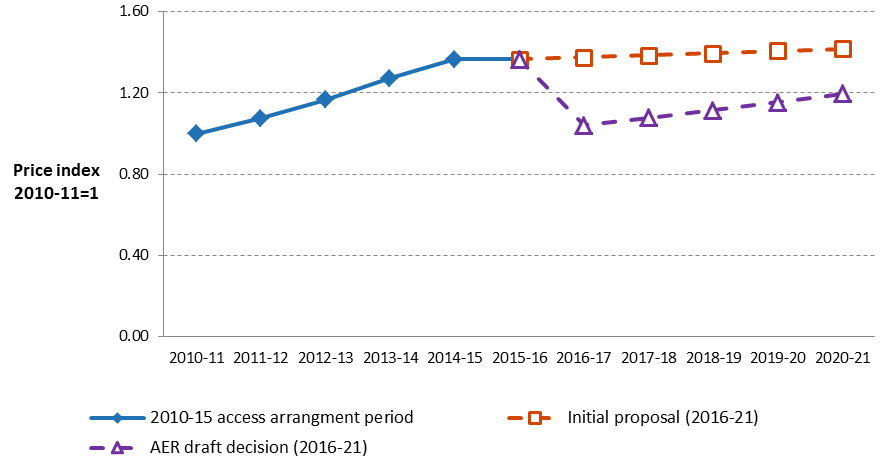 1.60
1.20
0.80
0.40
0.00
Price index
2010-11=1
2010-11 2011-12 2012-13 2013-14 2014-15 2015-16 2016-17 2017-18 2018-19 2019-20 2020-21
2010-15 access arrangment period Initial proposal (2016-21)
AER draft decision (2016-21)